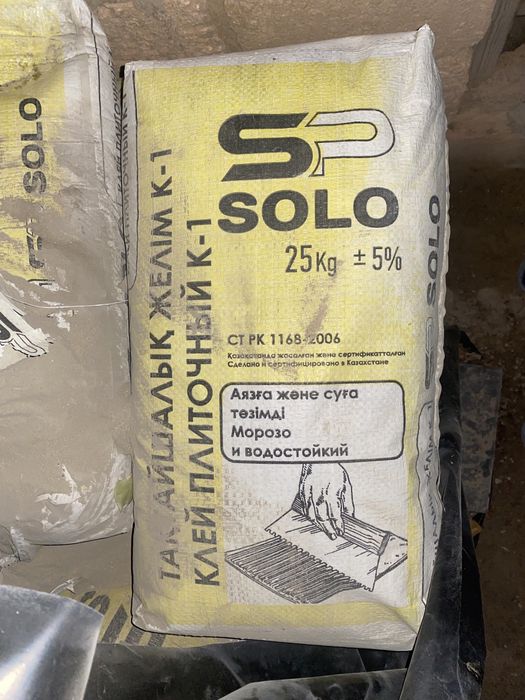 SP
SOLO
25Kg ± 5%
СТ РК 1168-2006
Қазақстанда жасалған және сертификатталған
Сделано и сертифицировано в Казахстане
Аязға және суға
төзімді
Морозо
и водостойкий
ТАҚТАЙШАЛЫҚ ЖЕЛІМ К-1
КЛЕЙ ПЛИТОЧНЫЙ К-1
SOLO
SOLO